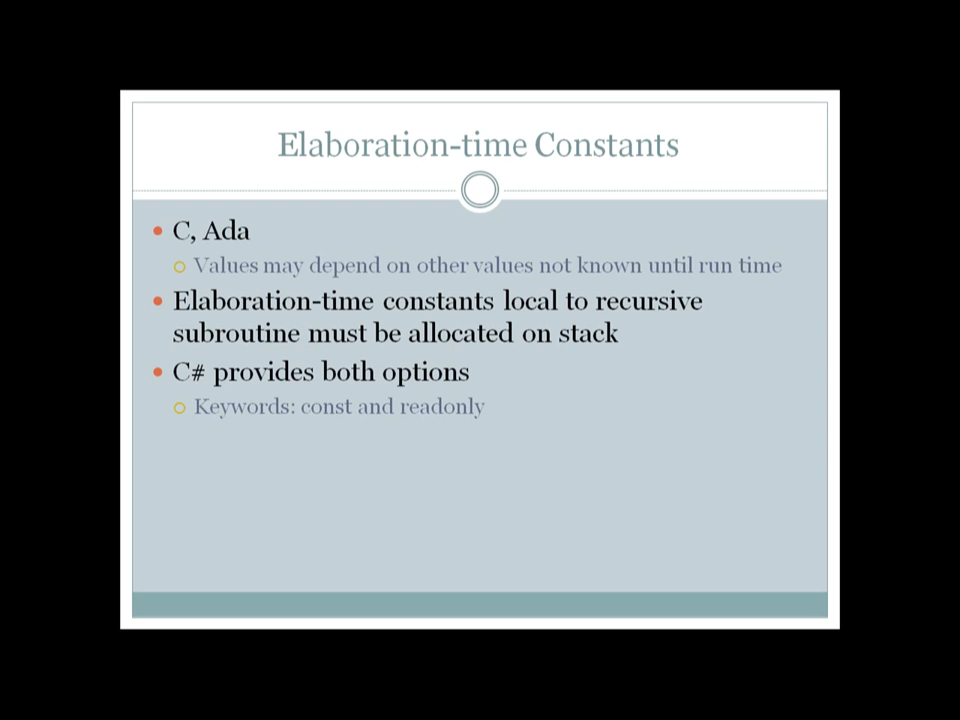 Elaboration-time Constants
C, Ada
Values may depend on other values not known until run time
Elaboration-time constants local to recursive
subroutine must be allocated on stack
C# provides both options
Keywords: const and readonly